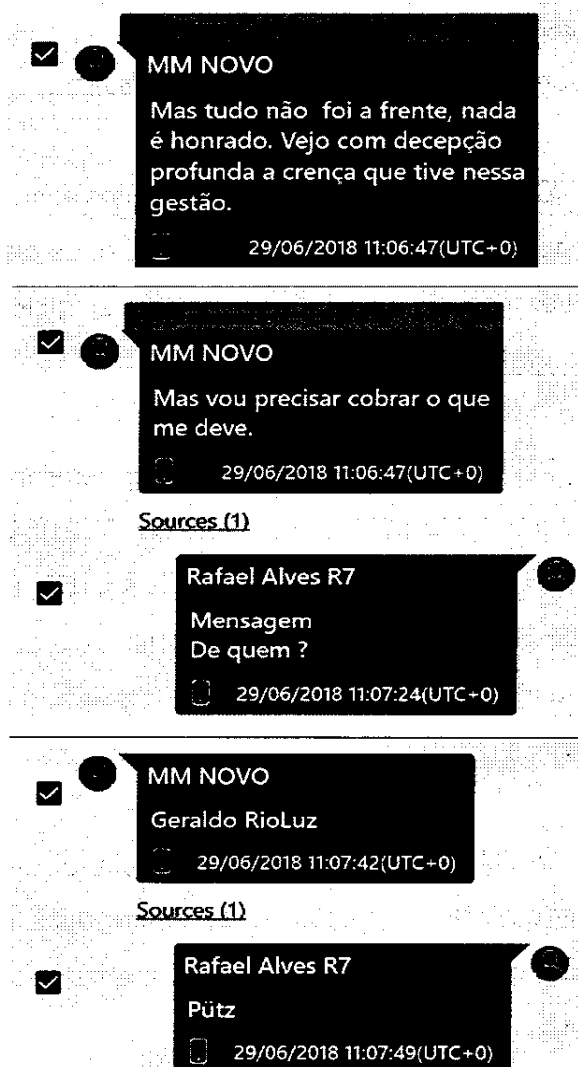 MM NOVO
Mas tudo não foi a frente, nada
é honrado. Vejo com decepção
profunda a crença que tive nessa
gestão.
29/06/2018 11:06:47(UTC+0)
MM NOVO
Mas vou precisar cobrar o que
me deve.
29/06/2018 11:06:47(UTC+0)
Sources (1)
Rafael Alves R7
Mensagem
De quem ?
29/06/2018 11:07:24(UTC+0)
MM NOVO
Geraldo RioLuz
29/06/2018 11:07:42(UTC+0)
Sources (1)
Rafael Alves R7
Pütz
29/06/2018 11:07:49(UTC+0)